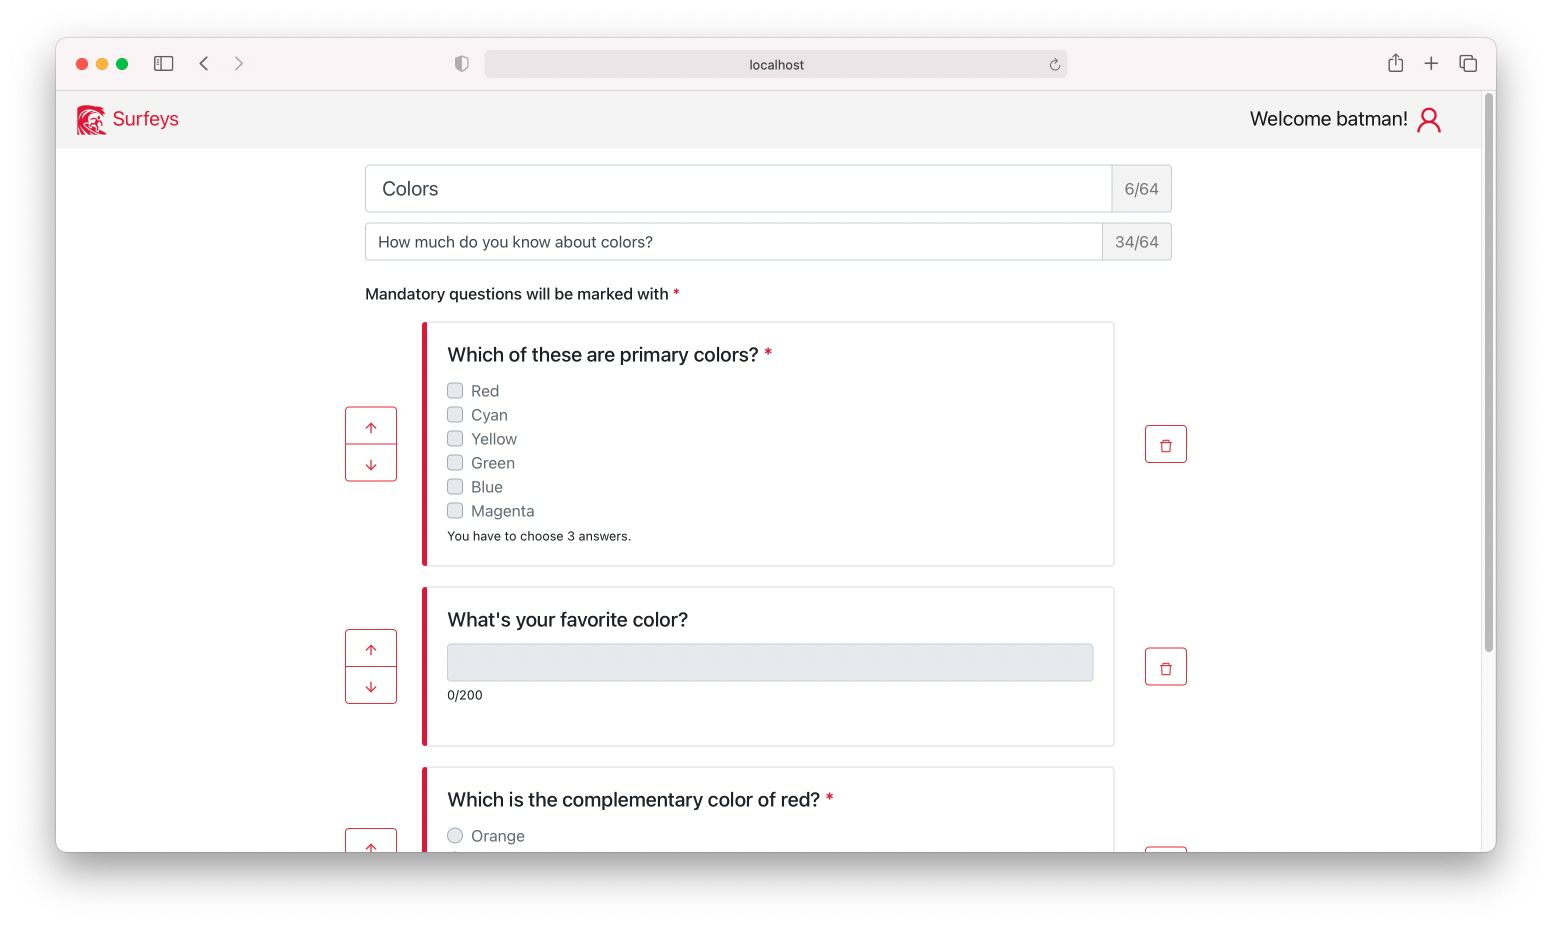 localhost
Surfeys
Welcome batman!
Colors
6/64
How much do you know about colors?
34/64
Mandatory questions will be marked with *
Which of these are primary colors? *
Red
Cyan
Yellow
Green
Blue
Magenta
You have to choose 3 answers.
What's your favorite color?
0/200
Which is the complementary color of red? *
Orange